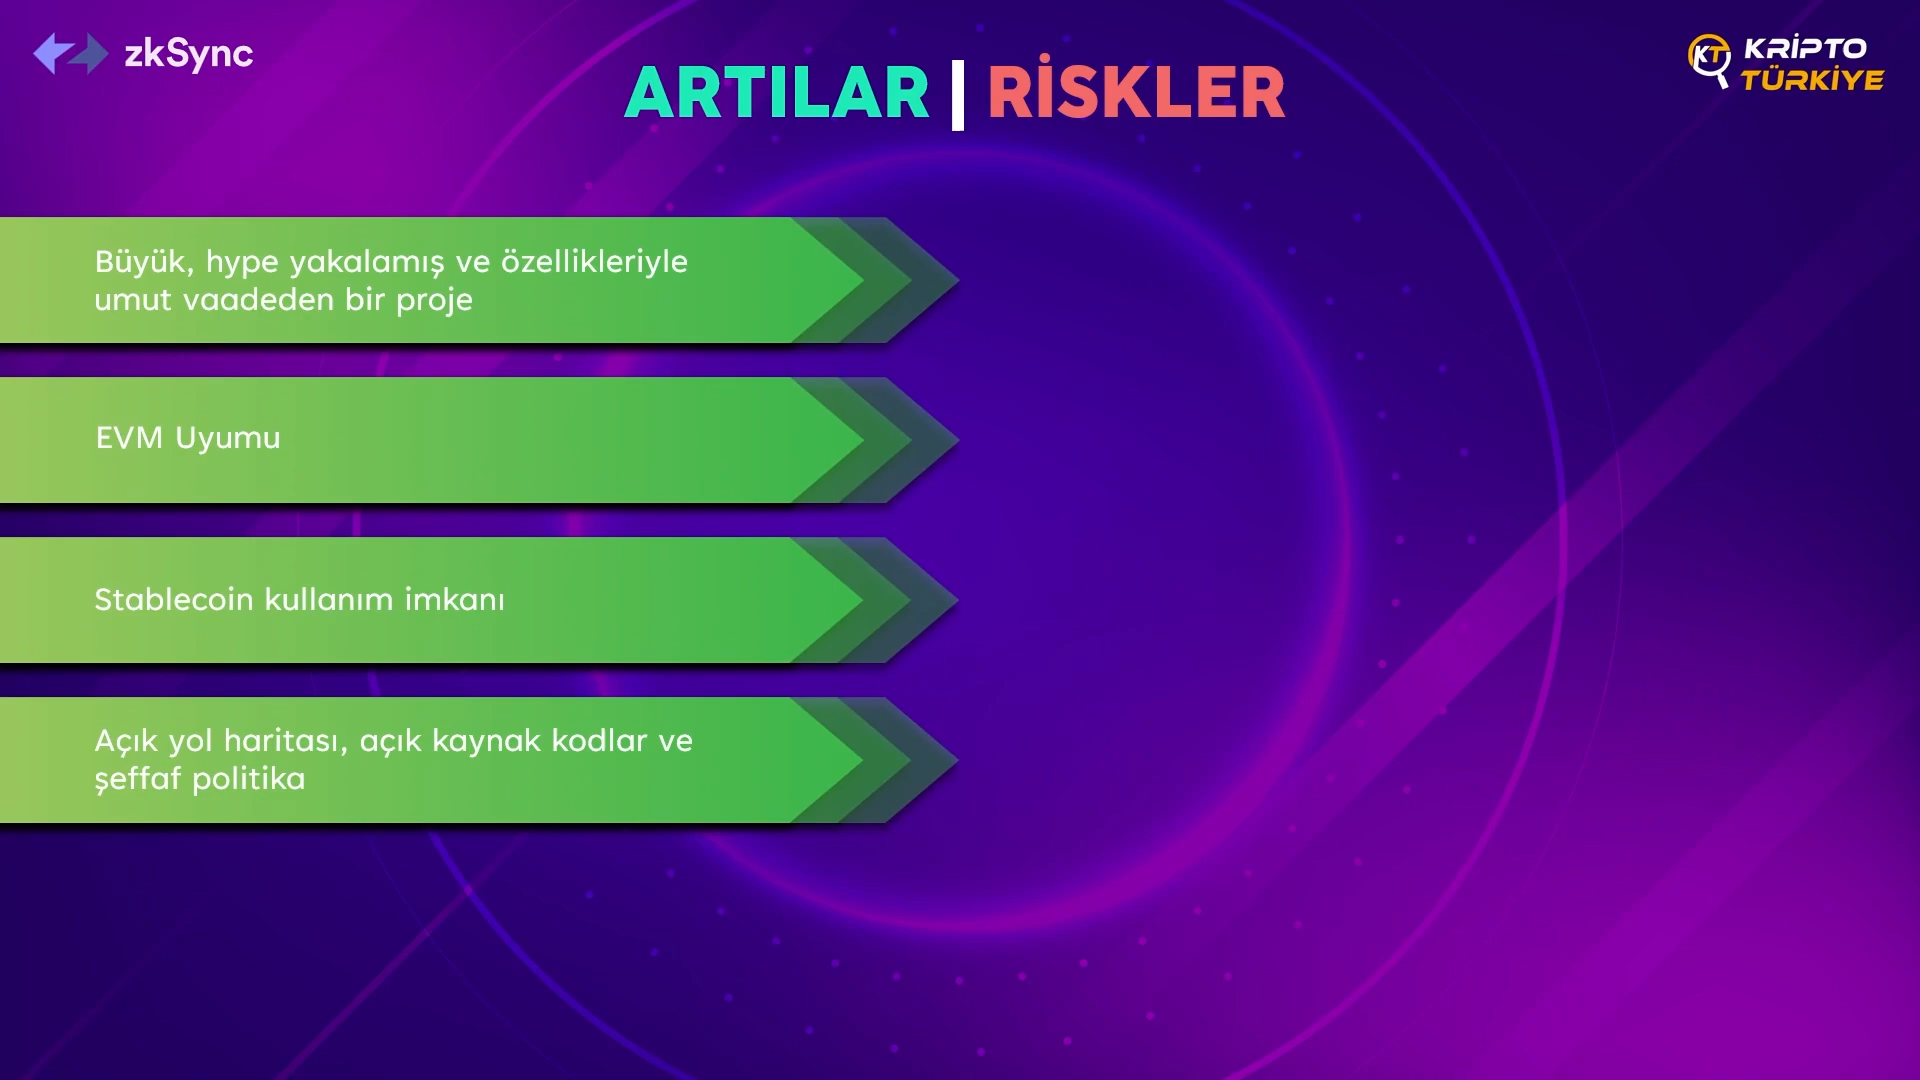 zkSync
ARTILAR | RİSKLER
KT KRİPTO
TÜRKİYE
Büyük, hype yakalamış ve özellikleriyle
umut vaadeden bir proje
EVM Uyumu
Stablecoin kullanım imkanı
Açık yol haritası, açık kaynak kodlar ve
şeffaf politika